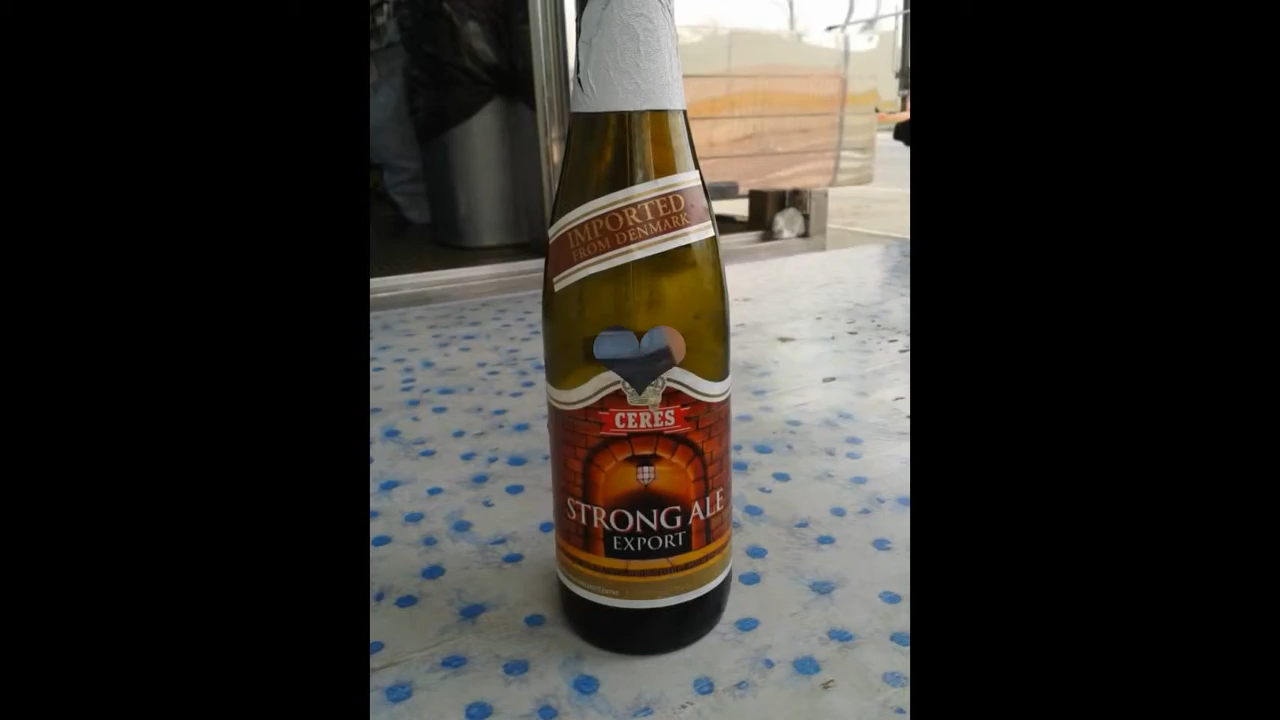 IMPORTED
FROM DENMARK
CERES
STRONG ALE
EXPORT